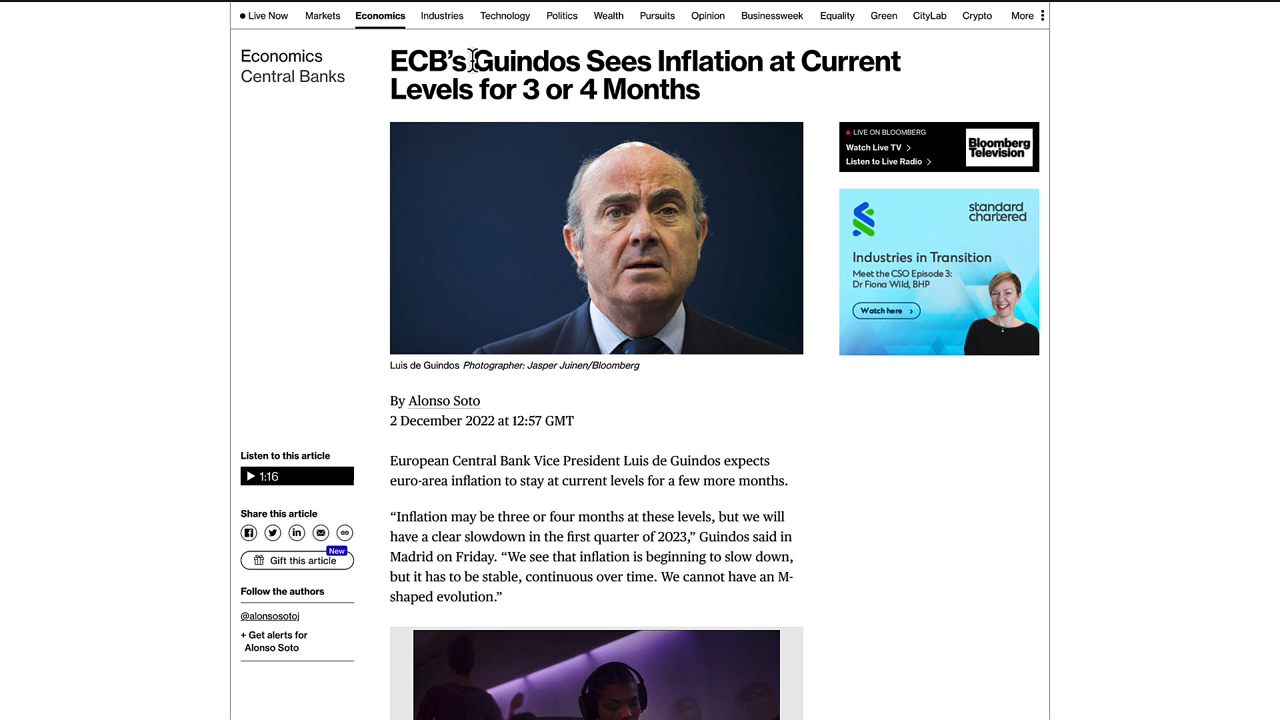 Live Now Markets Economics Industries Technology Politics Wealth Pursuits Opinion Businessweek Equality Green CityLab Crypto More
Economics
Central Banks
ECB’s Guindos Sees Inflation at Current
Levels for 3 or 4 Months
LIVE ON BLOOMBERG
Watch Live TV
Listen to Live Radio
Bloomberg
Television
standard
chartered
Industries in Transition
Meet the CSO Episode 3:
Dr Fiona Wild, BHP
Watch here
Luis de Guindos Photographer: Jasper Juinen/Bloomberg
By Alonso Soto
2 December 2022 at 12:57 GMT
Listen to this article
1:16
Share this article
New
Gift this article
Follow the authors
@alonsosotoj
+ Get alerts for
Alonso Soto
European Central Bank Vice President Luis de Guindos expects
euro-area inflation to stay at current levels for a few more months.
“Inflation may be three or four months at these levels, but we will
have a clear slowdown in the first quarter of 2023,” Guindos said in
Madrid on Friday. “We see that inflation is beginning to slow down,
but it has to be stable, continuous over time. We cannot have an M-
shaped evolution.”